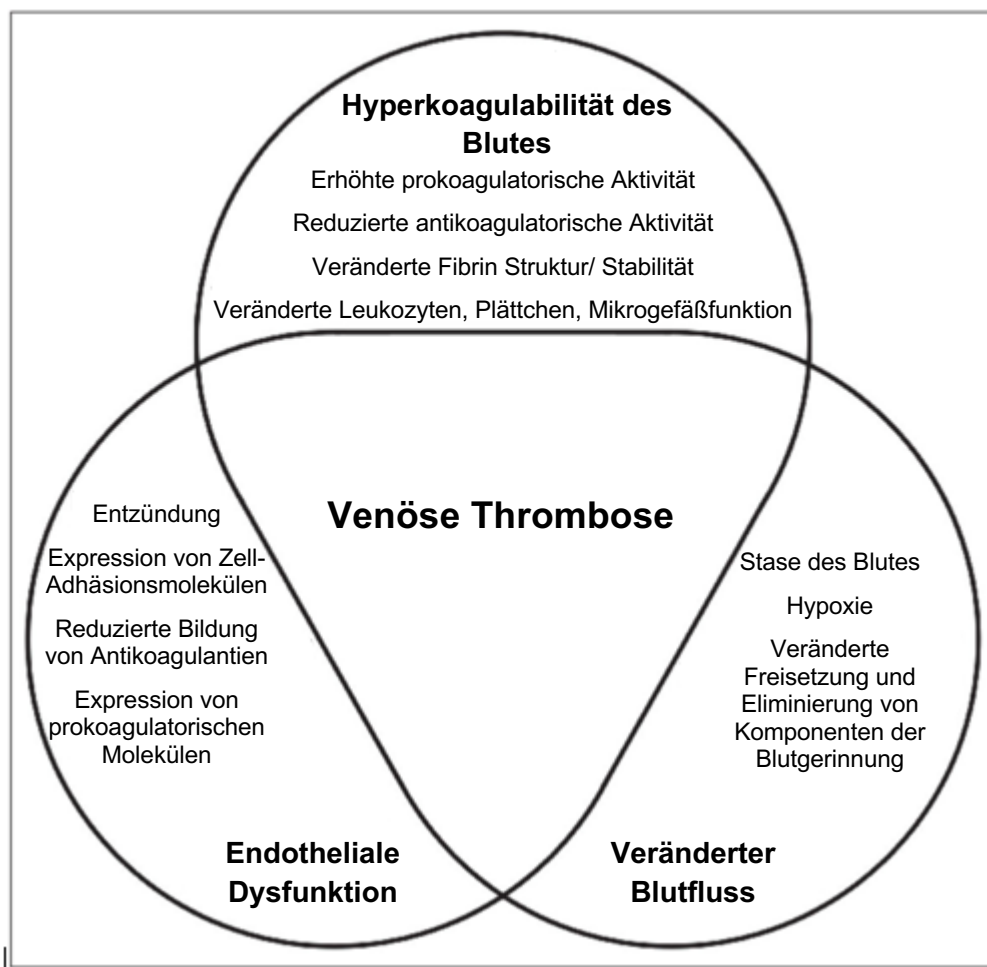 Hyperkoagulabilität des
Blutes
Erhöhte prokoagulatorische Aktivität
Reduzierte antikoagulatorische Aktivität
Veränderte Fibrin Struktur/ Stabilität
Veränderte Leukozyten, Plättchen, Mikrogefäßfunktion
Venöse Thrombose
Entzündung
Expression von Zell-
Adhäsionsmolekülen
Reduzierte Bildung
von Antikoagulantien
Expression von
prokoagulatorischen
Molekülen
Endotheliale
Dysfunktion
Stase des Blutes
Hypoxie
Veränderte
Freisetzung und
Eliminierung von
Komponenten der
Blutgerinnung
Veränderter
Blutfluss